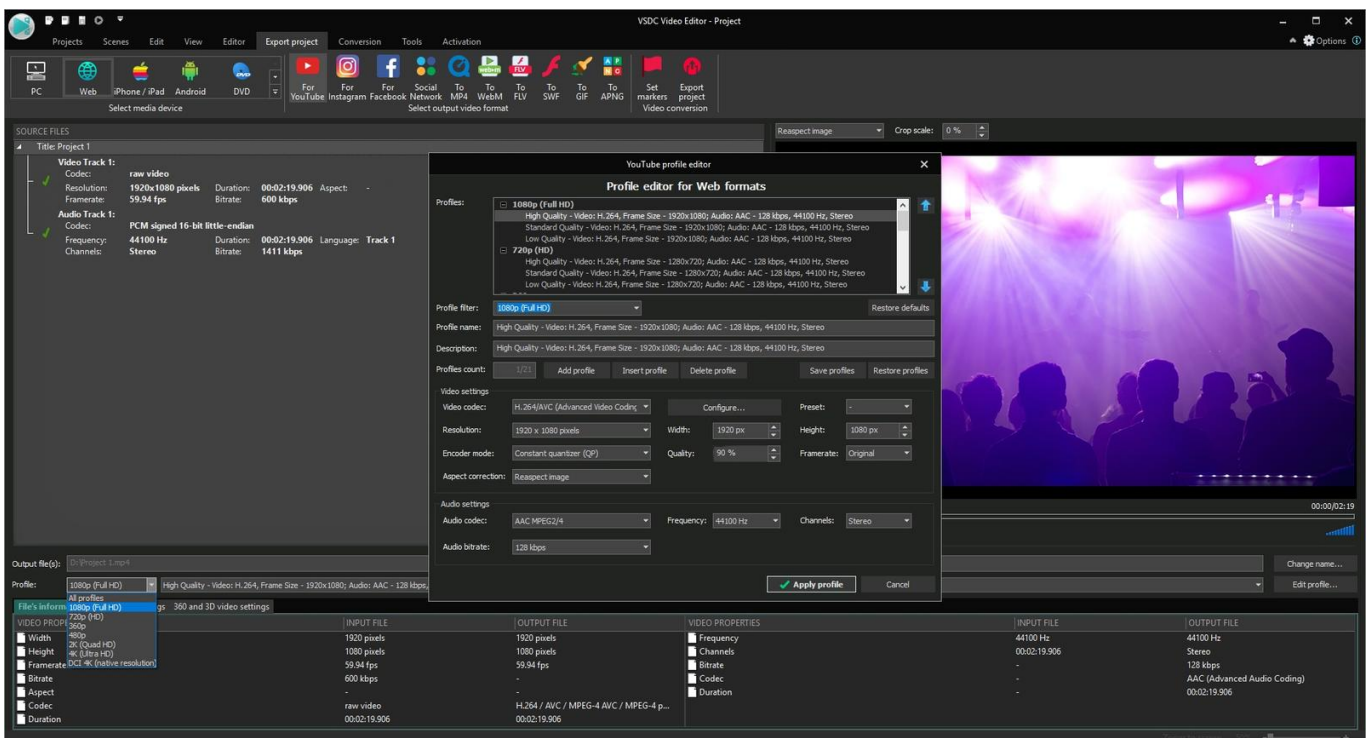 VSDC Video Editor - Project
Projects Scenes Edit View Editor Export project Conversion Tools Activation
Options
PC Web iPhone / iPad Android DVD
For YouTube For Instagram For Facebook Social Network To MP4 To WebM To FLV To SWF To GIF To APNG Set markers Export project
Select media device Select output video format Video conversion
SOURCE FILES
Reaspect image Crop scale: 0 %
Title: Project 1
Video Track 1:
Codec: raw video
Resolution: 1920x1080 pixels Duration: 00:02:19.906 Aspect: -
Framerate: 59.94 fps Bitrate: 600 kbps
Audio Track 1:
Codec: PCM signed 16-bit little-endian
Frequency: 44100 Hz Duration: 00:02:19.906 Language: Track 1
Channels: Stereo Bitrate: 1411 kbps
YouTube profile editor
Profile editor for Web formats
Profiles:
1080p (Full HD)
High Quality - Video: H.264, Frame Size - 1920x1080; Audio: AAC - 128 kbps, 44100 Hz, Stereo
Standard Quality - Video: H.264, Frame Size - 1920x1080; Audio: AAC - 128 kbps, 44100 Hz, Stereo
Low Quality - Video: H.264, Frame Size - 1920x1080; Audio: AAC - 128 kbps, 44100 Hz, Stereo
720p (HD)
High Quality - Video: H.264, Frame Size - 1280x720; Audio: AAC - 128 kbps, 44100 Hz, Stereo
Standard Quality - Video: H.264, Frame Size - 1280x720; Audio: AAC - 128 kbps, 44100 Hz, Stereo
Low Quality - Video: H.264, Frame Size - 1280x720; Audio: AAC - 128 kbps, 44100 Hz, Stereo
Profile filter: 1080p (Full HD) Restore defaults
Profile name: High Quality - Video: H.264, Frame Size - 1920x1080; Audio: AAC - 128 kbps, 44100 Hz, Stereo
Description: High Quality - Video: H.264, Frame Size - 1920x1080; Audio: AAC - 128 kbps, 44100 Hz, Stereo
Profiles count: 1/21 Add profile Insert profile Delete profile Save profiles Restore profiles
Video settings
Video codec: H.264/AVC (Advanced Video Coding Configure... Preset: -
Resolution: 1920 x 1080 pixels Width: 1920 px Height: 1080 px
Encoder mode: Constant quantizer (QP) Quality: 90 % Framerate: Original
Aspect correction: Reaspect image
Audio settings
Audio codec: AAC MPEG2/4 Frequency: 44100 Hz Channels: Stereo
Audio bitrate: 128 kbps
Apply profile Cancel
00:00/02:19
Output file(s): D:\Project 1.mp4 Change name...
Profile: 1080p (Full HD) High Quality - Video: H.264, Frame Size - 1920x1080; Audio: AAC - 128 kbps, Edit profile...
All profiles
1080p (Full HD)
720p (HD)
360p
480p
2K (Quad HD)
4K (Ultra HD)
DCI 4K (native resolution)
File's inform gs 360 and 3D video settings
VIDEO PROPE INPUT FILE OUTPUT FILE VIDEO PROPERTIES INPUT FILE OUTPUT FILE
Width 1920 pixels 1920 pixels Frequency 44100 Hz 44100 Hz
Height 1080 pixels 1080 pixels Channels 00:02:19.906 Stereo
Framerate 59.94 fps 59.94 fps Bitrate - 128 kbps
Bitrate 600 kbps - Codec - AAC (Advanced Audio Coding)
Aspect - - Duration - 00:02:19.906
Codec raw video H.264 / AVC / MPEG-4 AVC / MPEG-4 p...
Duration 00:02:19.906 00:02:19.906